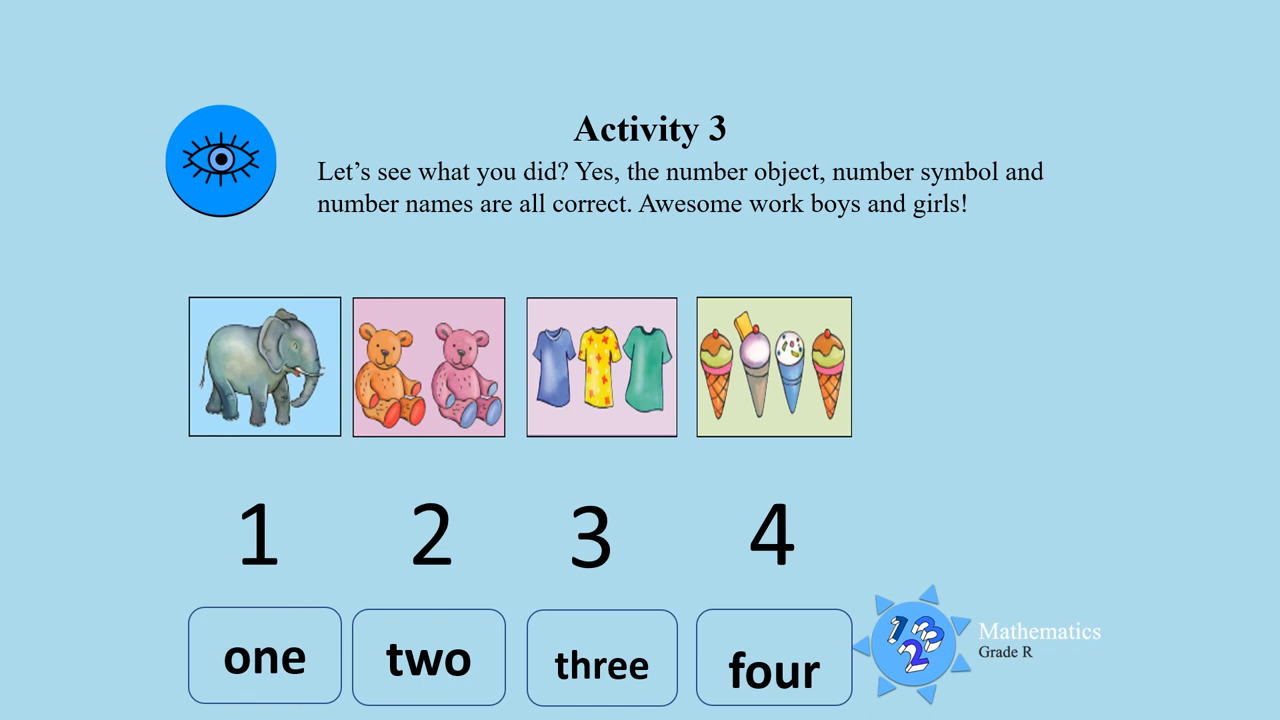 Activity 3
Let’s see what you did? Yes, the number object, number symbol and
number names are all correct. Awesome work boys and girls!
1 2 3 4
one two three four
123
Mathematics
Grade R